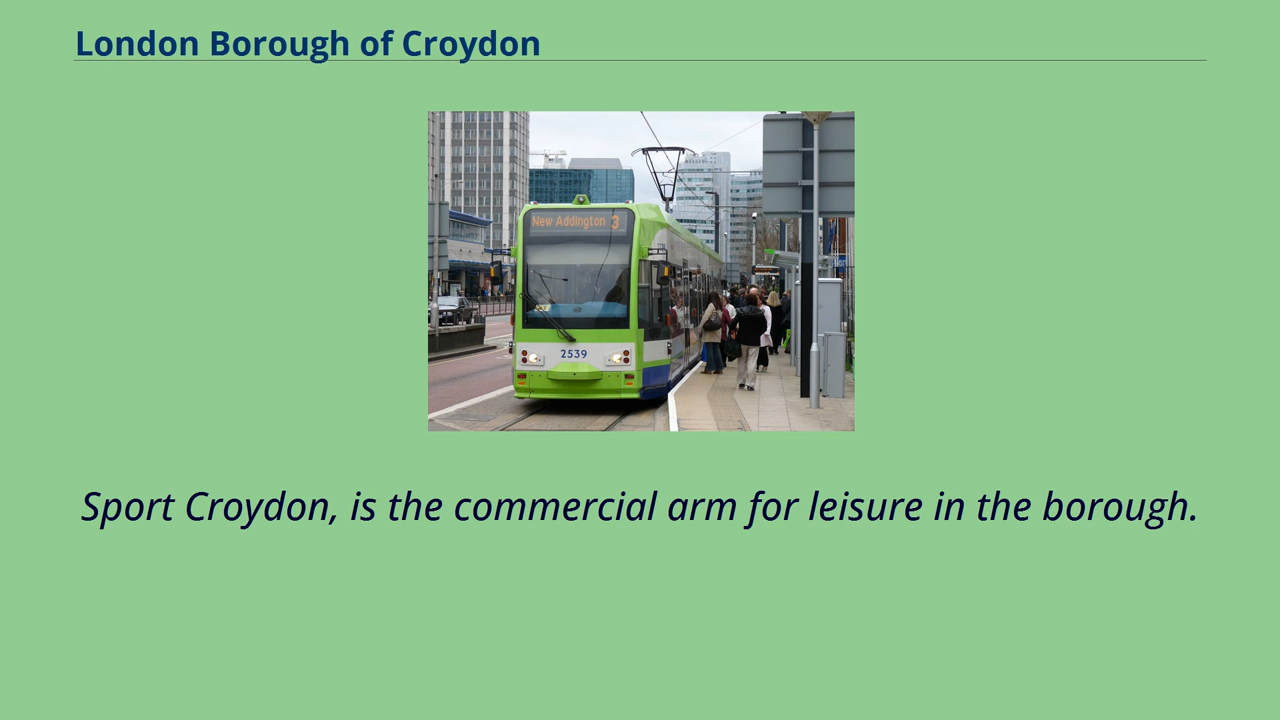 London Borough of Croydon
New Addington 3
2539
Sport Croydon, is the commercial arm for leisure in the borough.